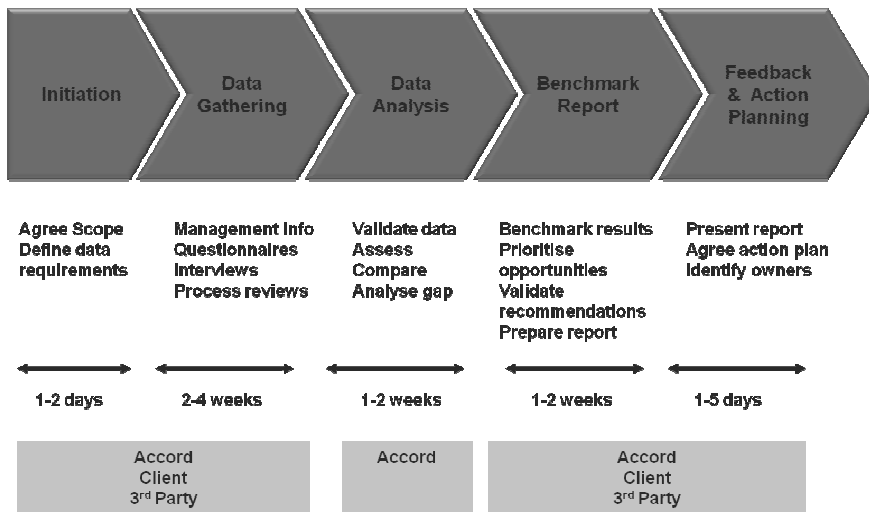 Initiation
Data
Gathering
Data
Analysis
Benchmark
Report
Feedback
& Action
Planning
Agree Scope
Define data
requirements
Management Info
Questionnaires
Interviews
Process reviews
Validate data
Assess
Compare
Analyse gap
Benchmark results
Prioritise
opportunities
Validate
recommendations
Prepare report
Present report
Agree action plan
Identify owners
1-2 days
2-4 weeks
1-2 weeks
1-2 weeks
1-5 days
Accord
Client
3rd Party
Accord
Accord
Client
3rd Party